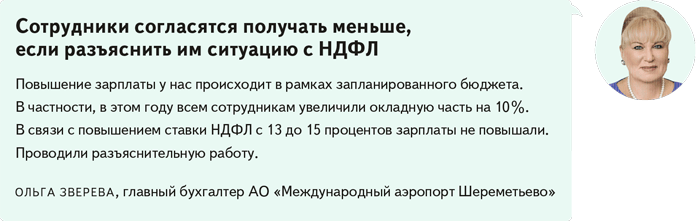 Сотрудники согласятся получать меньше,
если разъяснить им ситуацию с НДФЛ
Повышение зарплаты у нас происходит в рамках запланированного бюджета.
В частности, в этом году всем сотрудникам увеличили окладную часть на 10%.
В связи с повышением ставки НДФЛ с 13 до 15 процентов зарплаты не повышали.
Проводили разъяснительную работу.
ОЛЬГА ЗВЕРЕВА, главный бухгалтер АО «Международный аэропорт Шереметьево»